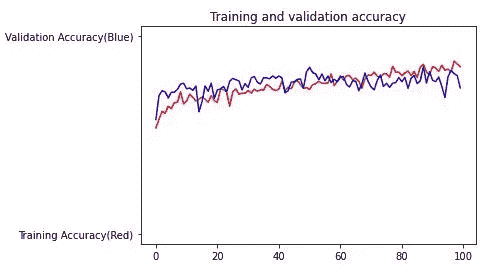 Training and validation accuracy
Validation Accuracy(Blue)
Training Accuracy(Red)
0 20 40 60 80 100